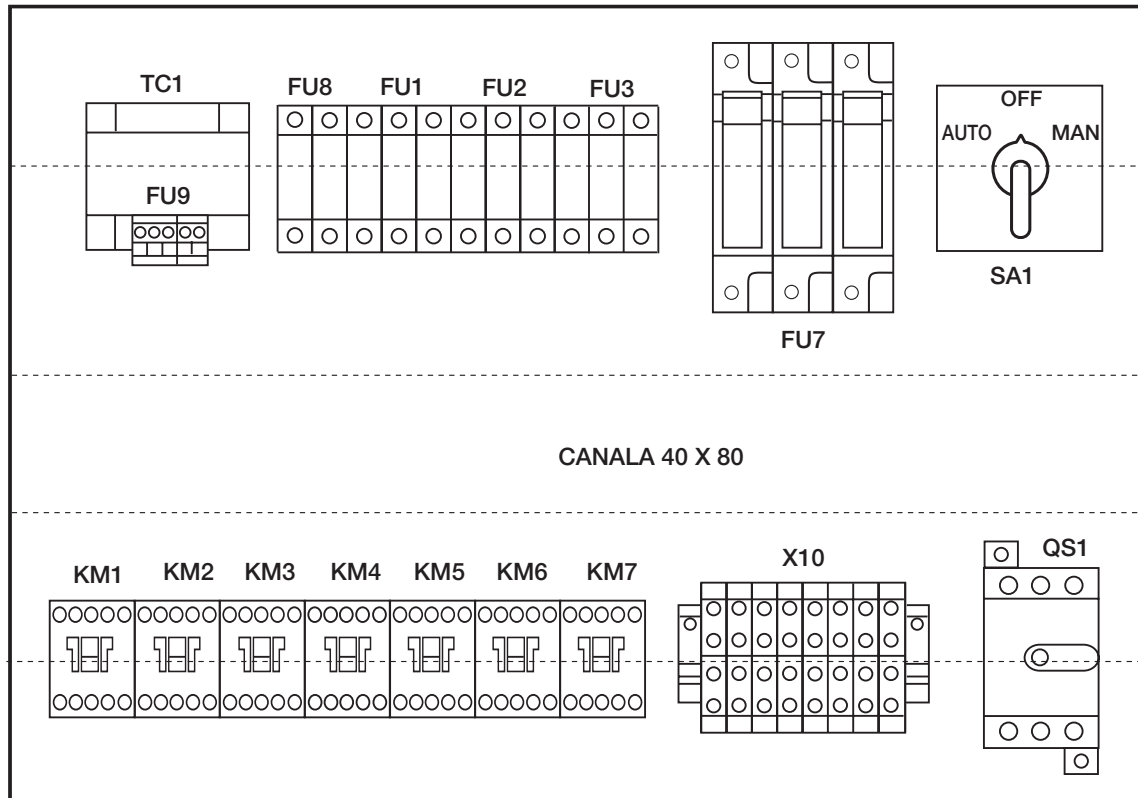 TC1
FU8 FU1 FU2 FU3
FU9
FU7
OFF
AUTO MAN
SA1
CANALA 40 X 80
KM1 KM2 KM3 KM4 KM5 KM6 KM7
X10
QS1